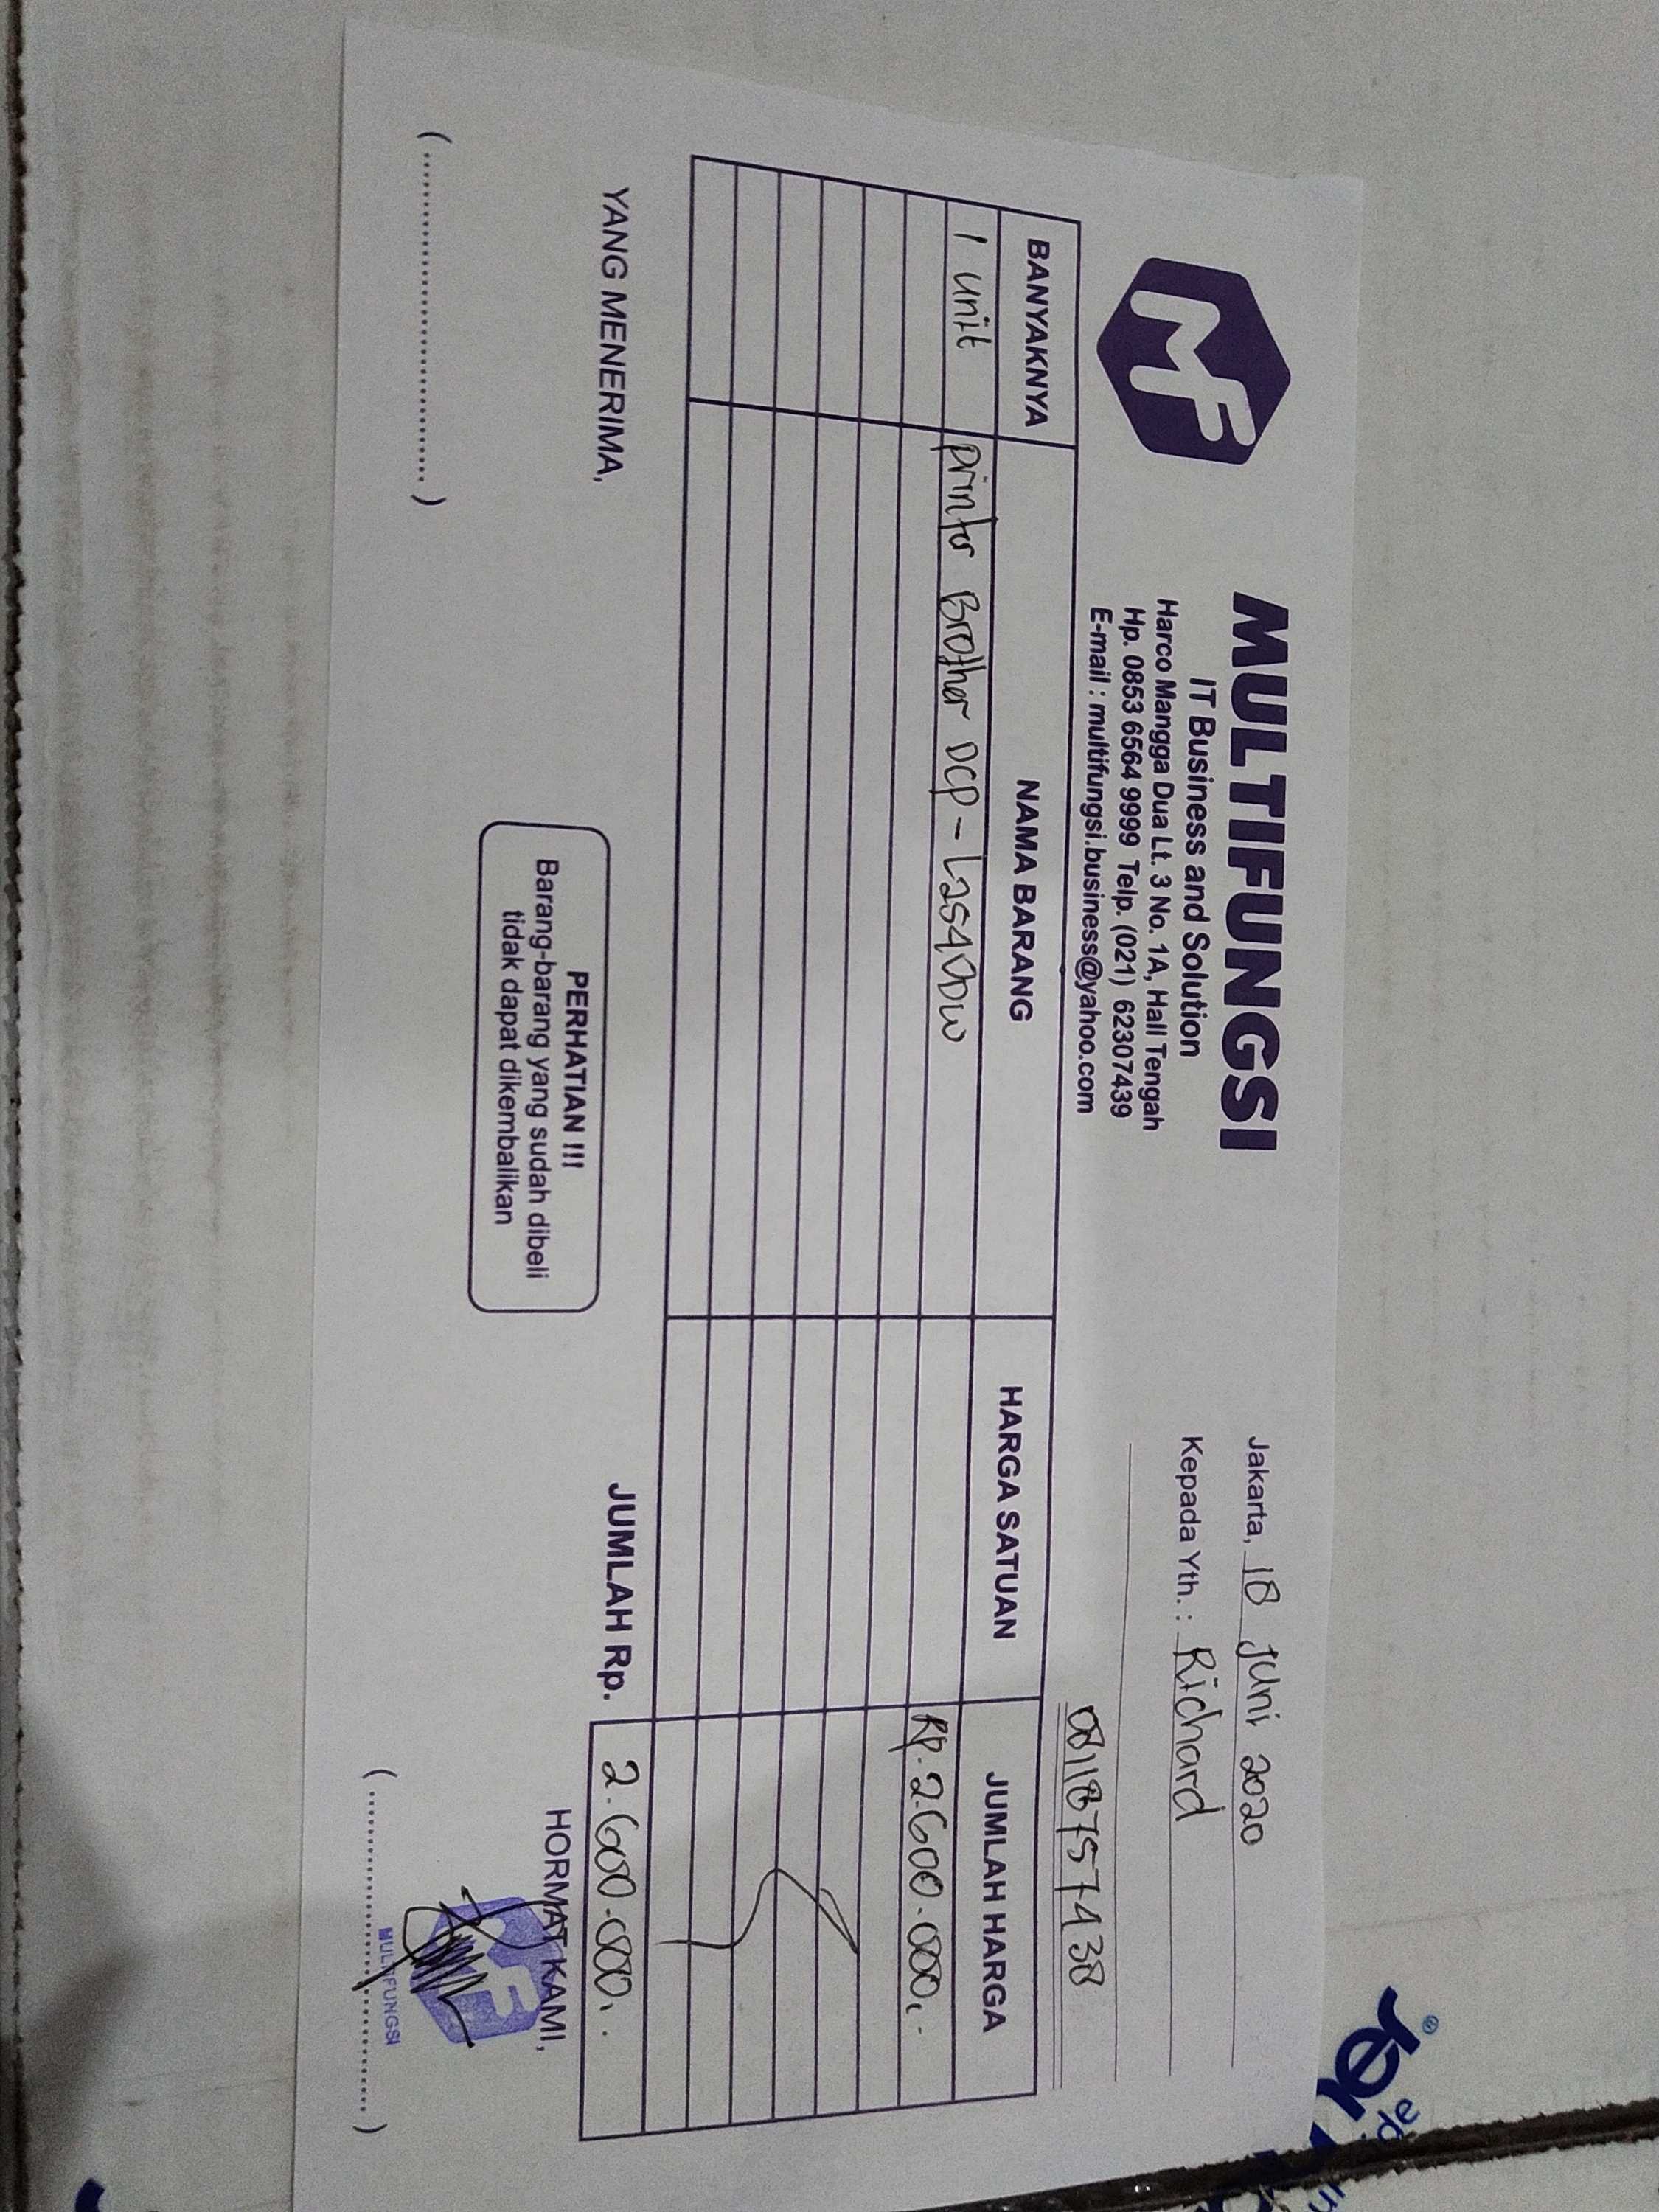 MF
MULTIFUNGSI
IT Business and Solution
Harco Mangga Dua Lt. 3 No. 1A, Hall Tengah
Hp. 0853 6564 9999 Telp. (021) 62307439
E-mail : multifungsi.business@yahoo.com
Jakarta, 18 Juni 2020
Kepada Yth. : Richard
08118757438
BANYAKNYA NAMA BARANG HARGA SATUAN JUMLAH HARGA
1 unit printer Brother DCP-L2540DW Rp. 2.600.000,-
JUMLAH Rp. 2.600.000,-
YANG MENERIMA,
PERHATIAN !!!
Barang-barang yang sudah dibeli
tidak dapat dikembalikan
HORMAT KAMI,
MULTIFUNGSI
(..............................)
(..............................)